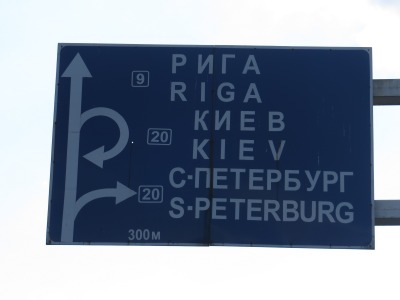 9 РИГА
RIGA
КИЕВ
20 KIEV
20 С-ПЕТЕРБУРГ
S-PETERBURG
300м